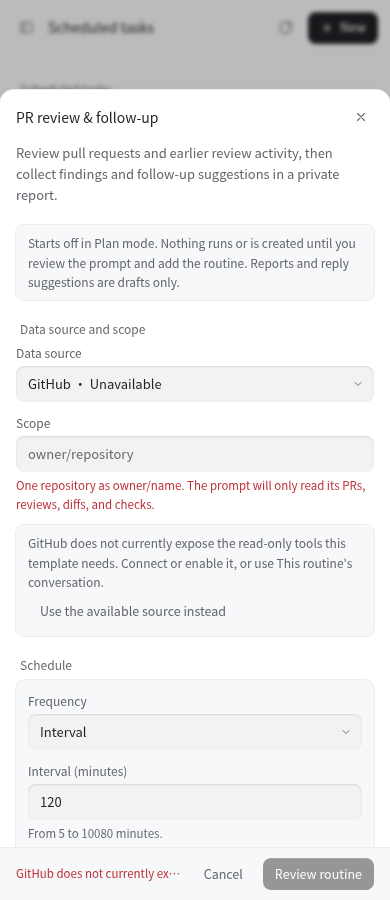 Scheduled tasks
New
Scheduled tasks
PR review & follow-up
Review pull requests and earlier review activity, then
collect findings and follow-up suggestions in a private
report.
Starts off in Plan mode. Nothing runs or is created until you
review the prompt and add the routine. Reports and reply
suggestions are drafts only.
Data source and scope
Data source
GitHub • Unavailable
Scope
owner/repository
One repository as owner/name. The prompt will only read its PRs,
reviews, diffs, and checks.
GitHub does not currently expose the read-only tools this
template needs. Connect or enable it, or use This routine's
conversation.
Use the available source instead
Schedule
Frequency
Interval
Interval (minutes)
120
From 5 to 10080 minutes.
GitHub does not currently ex···
Cancel
Review routine